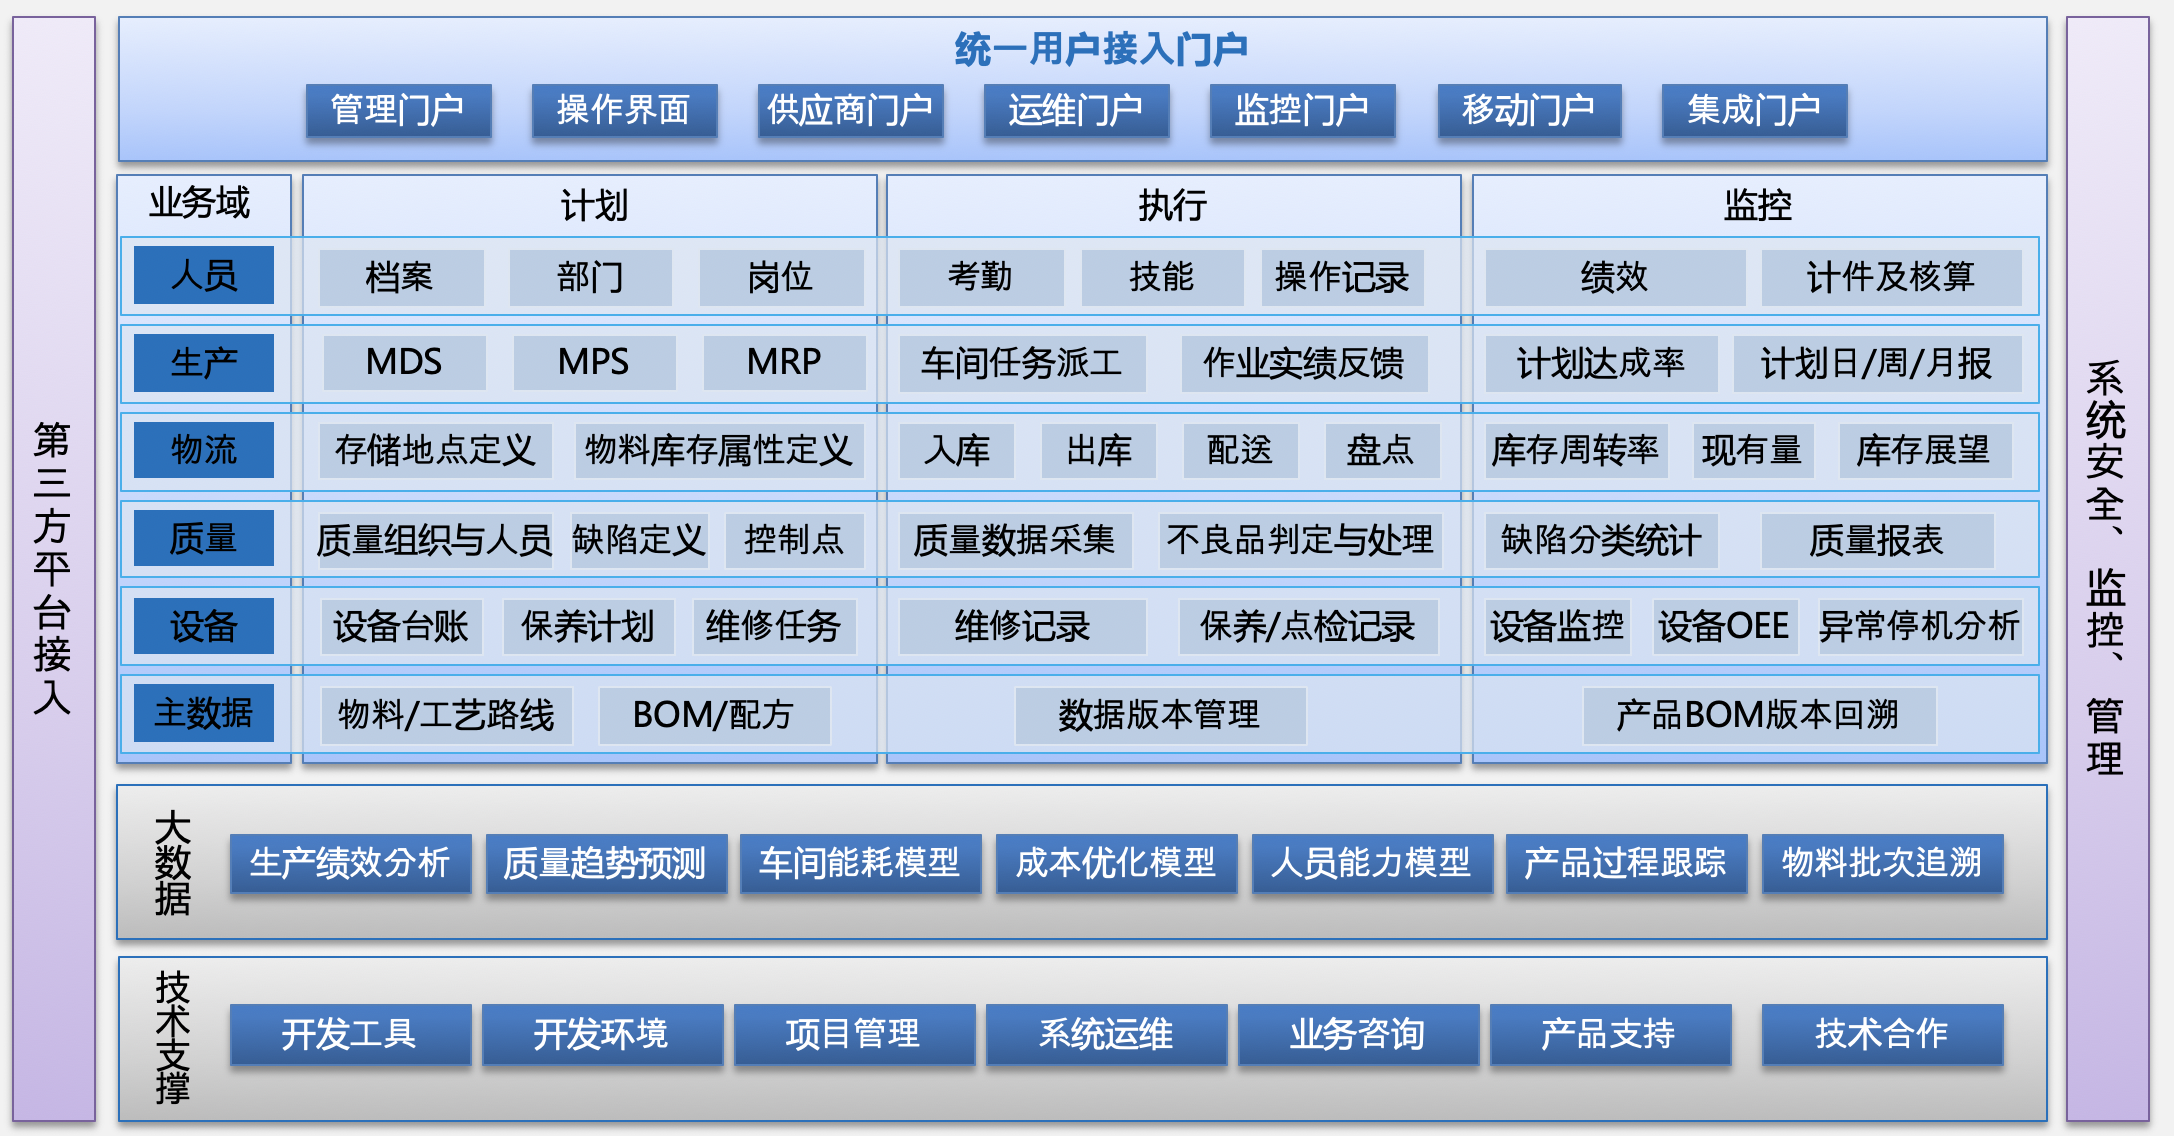 第三方平台接入
统一用户接入门户
管理门户 操作界面 供应商门户 运维门户 监控门户 移动门户 集成门户
业务域 计划 执行 监控
人员 档案 部门 岗位 考勤 技能 操作记录 绩效 计件及核算
生产 MDS MPS MRP 车间任务派工 作业实绩反馈 计划达成率 计划日/周/月报
物流 存储地点定义 物料库存属性定义 入库 出库 配送 盘点 库存周转率 现有量 库存展望
质量 质量组织与人员 缺陷定义 控制点 质量数据采集 不良品判定与处理 缺陷分类统计 质量报表
设备 设备台账 保养计划 维修任务 维修记录 保养/点检记录 设备监控 设备OEE 异常停机分析
主数据 物料/工艺路线 BOM/配方 数据版本管理 产品BOM版本回溯
大数据 生产绩效分析 质量趋势预测 车间能耗模型 成本优化模型 人员能力模型 产品过程跟踪 物料批次追溯
技术支撑 开发工具 开发环境 项目管理 系统运维 业务咨询 产品支持 技术合作
系统安全、监控、管理